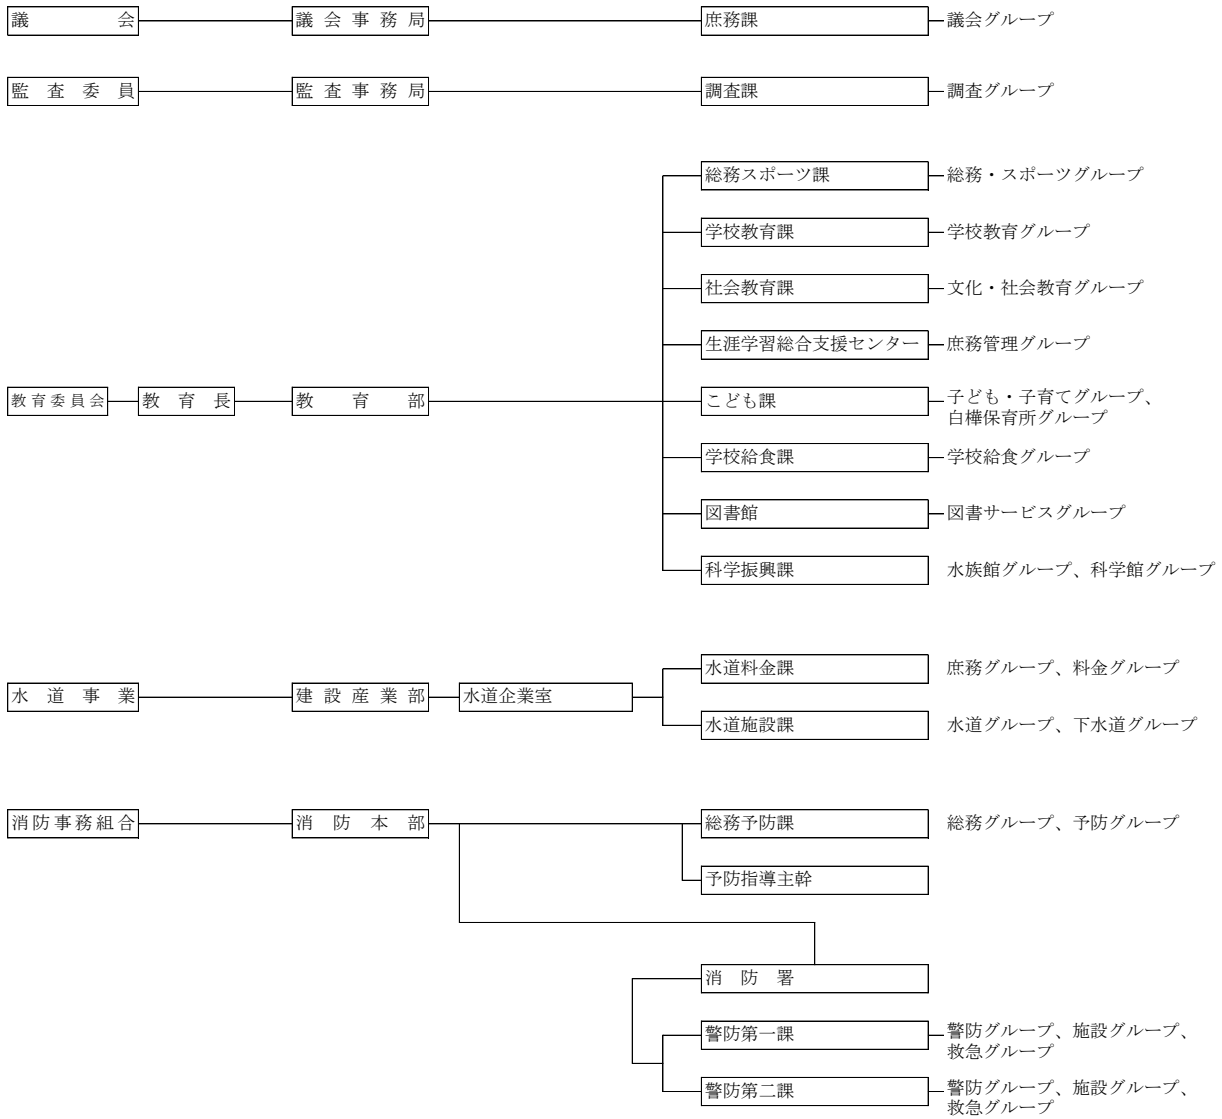 議会 議会事務局 庶務課 議会グループ
監査委員 監査事務局 調査課 調査グループ
総務スポーツ課 総務・スポーツグループ
学校教育課 学校教育グループ
社会教育課 文化・社会教育グループ
生涯学習総合支援センター 庶務管理グループ
教育委員会 教育長 教育部 こども課 子ども・子育てグループ、
白樺保育所グループ
学校給食課 学校給食グループ
図書館 図書サービスグループ
科学振興課 水族館グループ、科学館グループ
水道料金課 庶務グループ、料金グループ
水道事業 建設産業部 水道企業室
水道施設課 水道グループ、下水道グループ
消防事務組合 消防本部 総務予防課 総務グループ、予防グループ
予防指導主幹
消防署
警防第一課 警防グループ、施設グループ、
救急グループ
警防第二課 警防グループ、施設グループ、
救急グループ